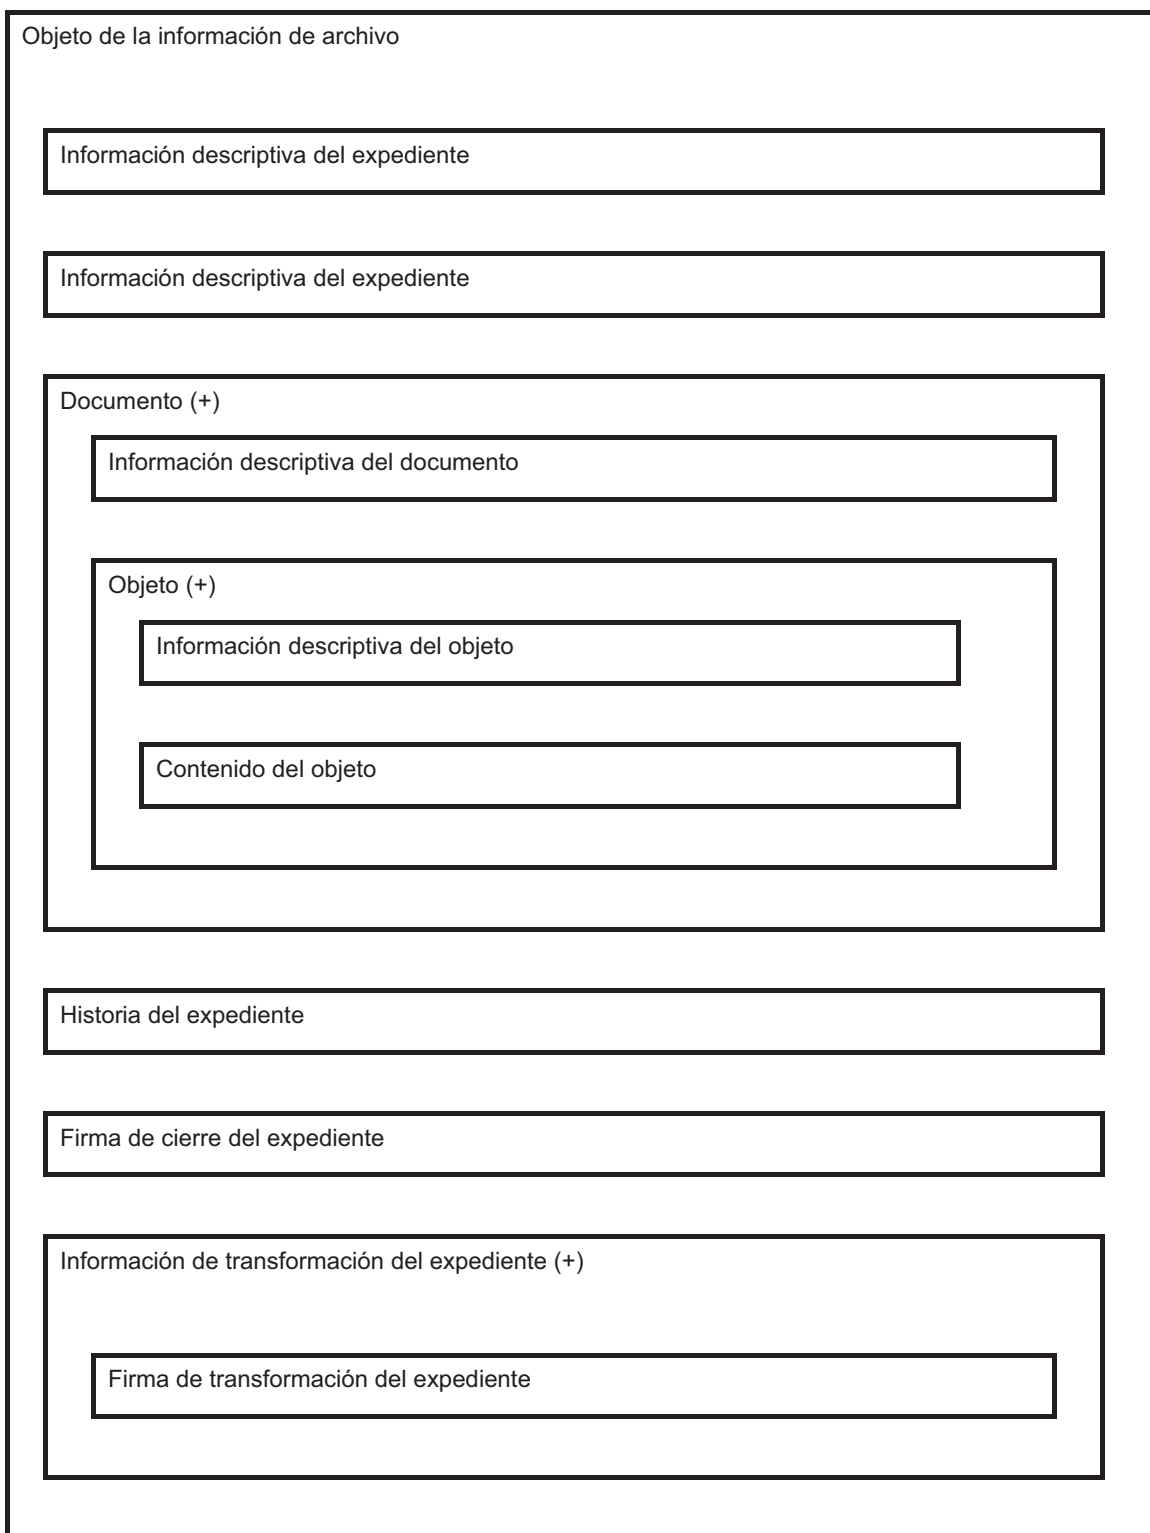 Objeto de la información de archivo
Información descriptiva del expediente
Información descriptiva del expediente
Documento (+)
Información descriptiva del documento
Objeto (+)
Información descriptiva del objeto
Contenido del objeto
Historia del expediente
Firma de cierre del expediente
Información de transformación del expediente (+)
Firma de transformación del expediente